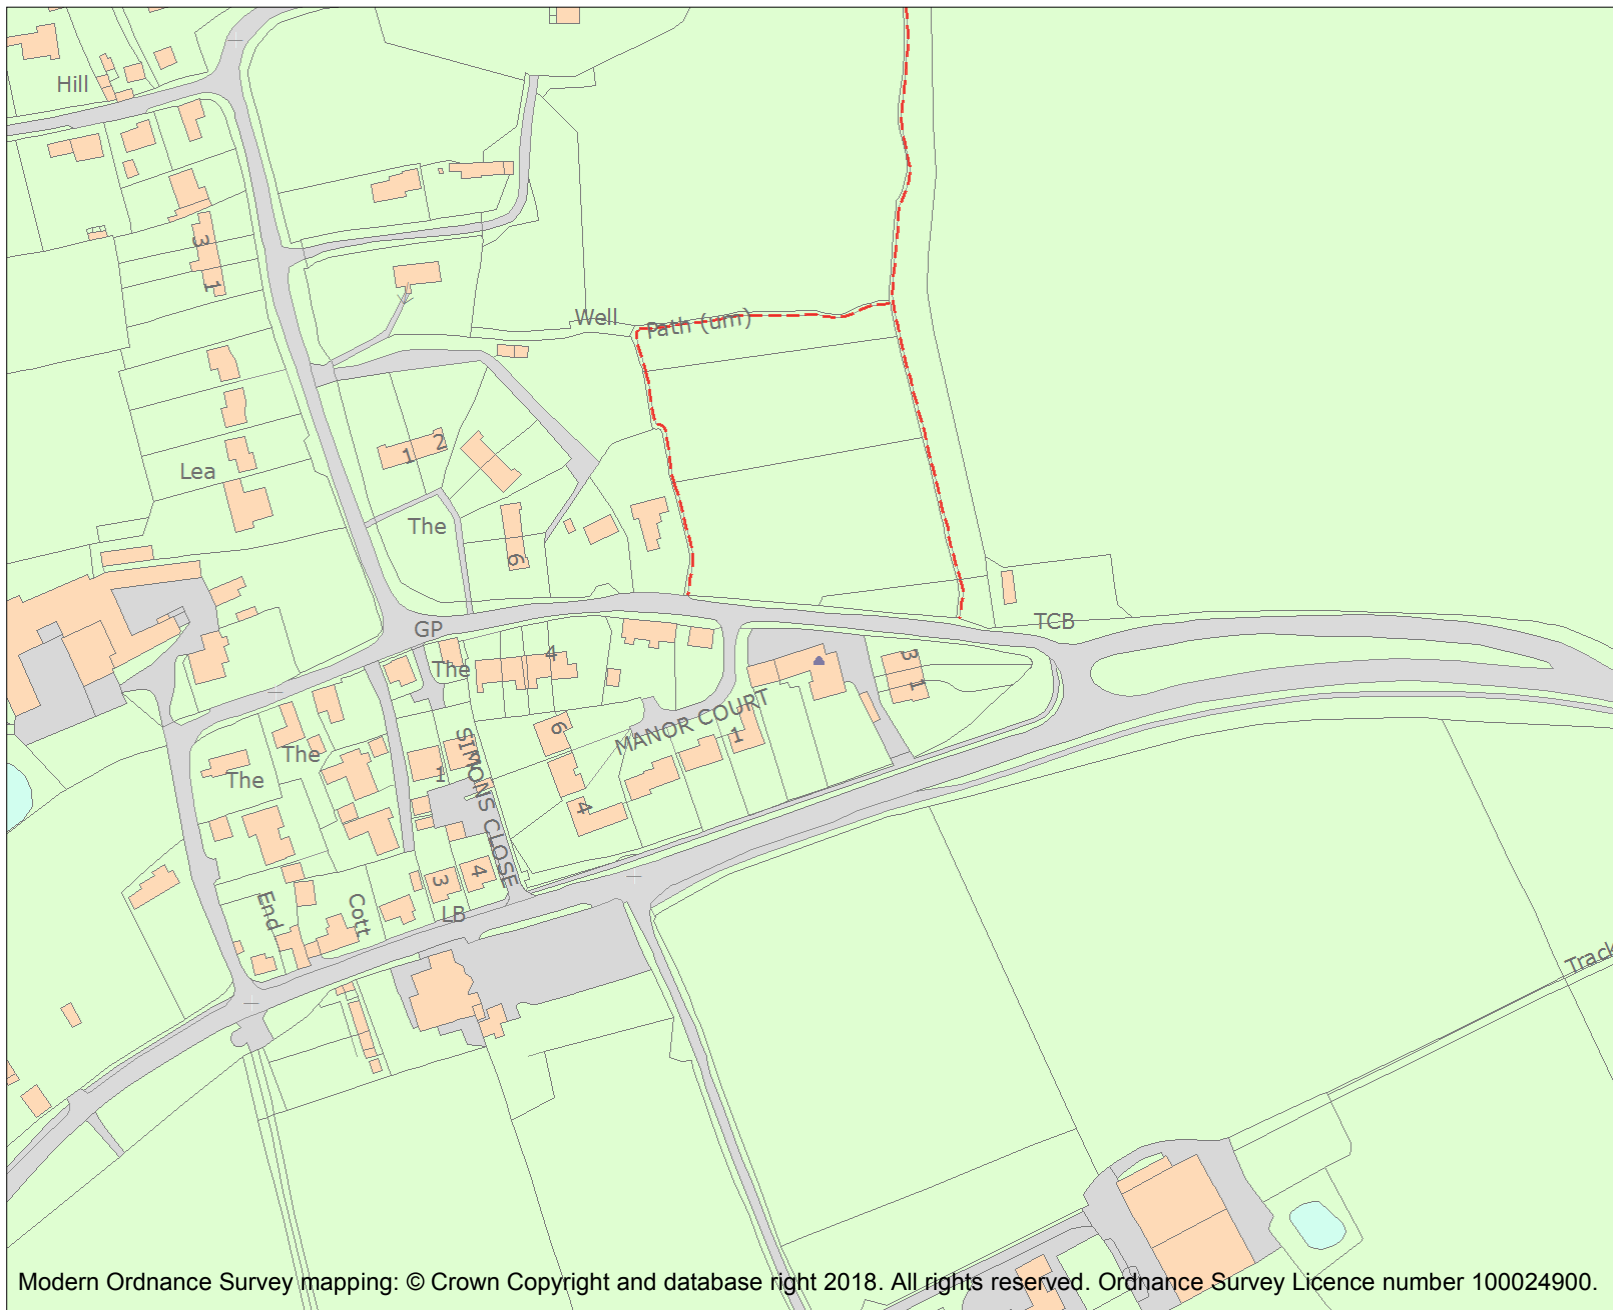 Hill
3
1
Well
Path (um)
2
1
Lea
The
6
TCB
GP
4
The
3
1
MANOR COURT
6
1
SIMONS CLOSE
The
The
1
4
4
3
End
Cott
LB
Track
Modern Ordnance Survey mapping: © Crown Copyright and database right 2018. All rights reserved. Ordnance Survey Licence number 100024900.